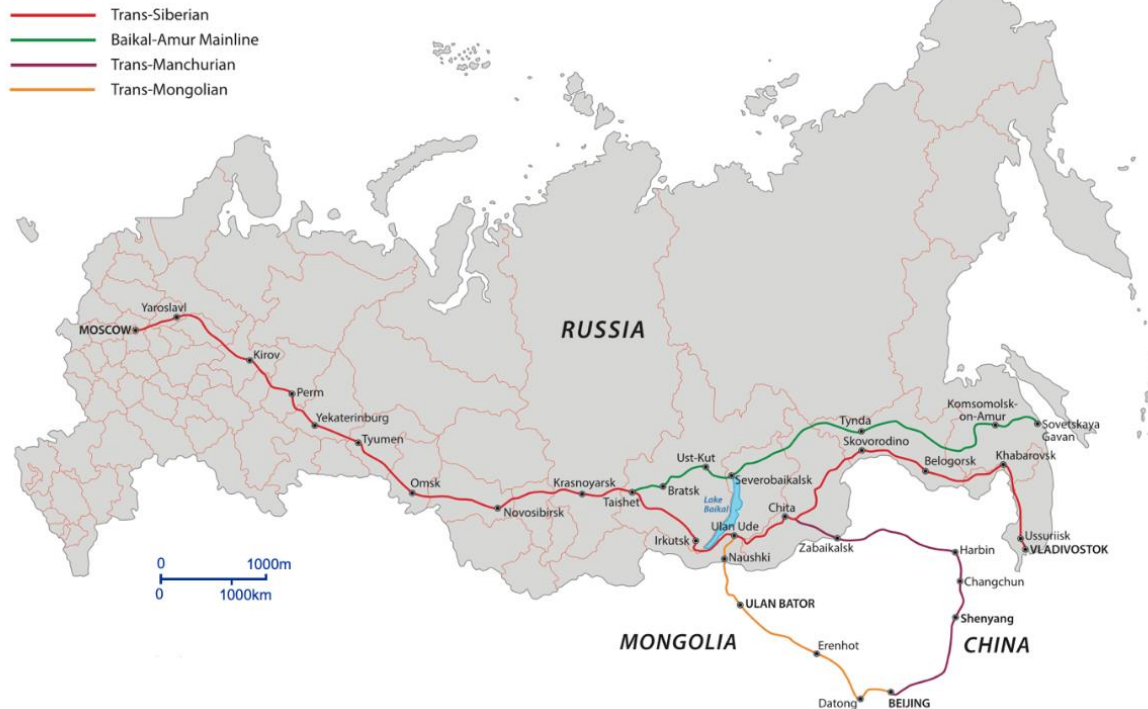 Trans-Siberian
Baikal-Amur Mainline
Trans-Manchurian
Trans-Mongolian
RUSSIA
Yaroslavl
MOSCOW
Kirov
Perm
Yekaterinburg
Tyumen
Omsk
Novosibirsk
Krasnoyarsk
Taishet
Bratsk
Ust-Kut
Severobaikalsk
Lake
Baikal
Irkutsk
Ulan Ude
Naushki
Chita
Zabaikalsk
Tynda
Skovorodino
Belogorsk
Komsomolsk-
on-Amur
Sovetskaya
Gavan
Khabarovsk
Ussuriisk
VLADIVOSTOK
Harbin
Changchun
Shenyang
CHINA
MONGOLIA
ULAN BATOR
Erenhot
Datong
BEIJING
0 1000m
0 1000km